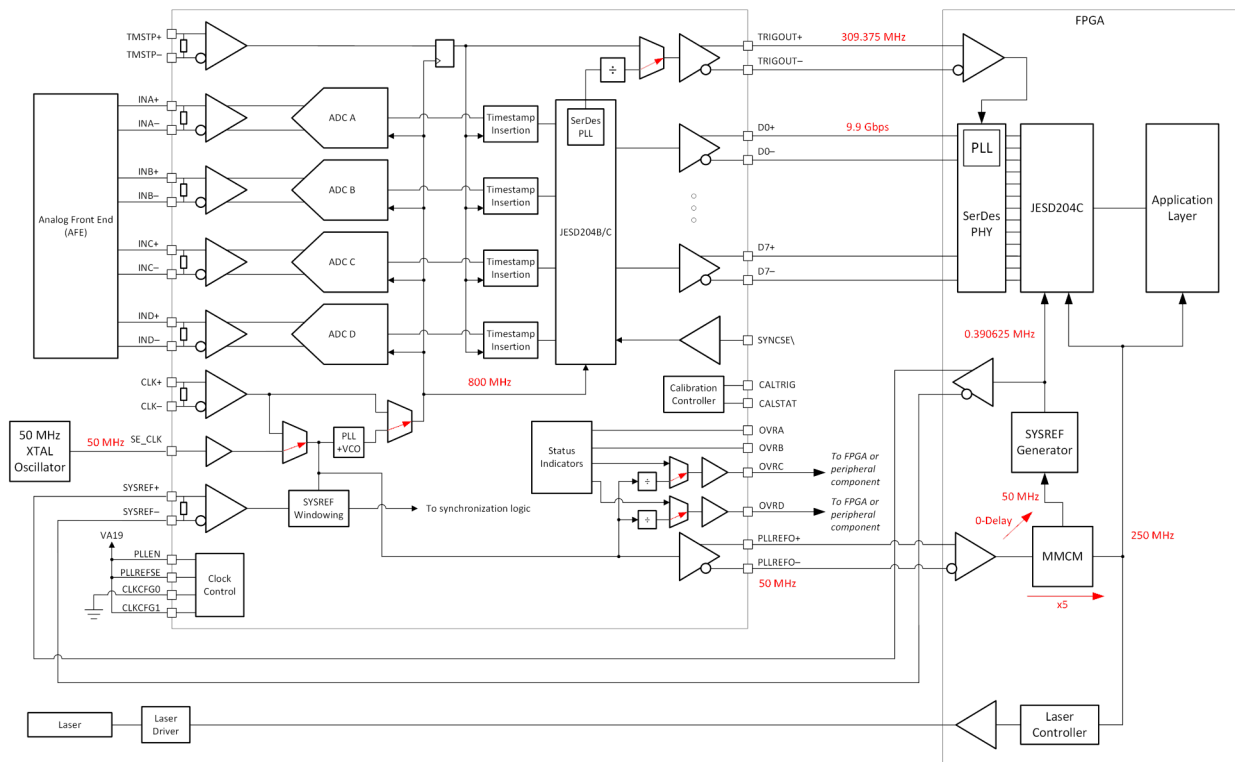 FPGA
TMSTP+
TMSTP−
TRIGOUT+
309.375 MHz
TRIGOUT−
÷
Analog Front End
(AFE)
INA+
INA−
ADC A
Timestamp
Insertion
SerDes
PLL
D0+
9.9 Gbps
D0−
INB+
INB−
ADC B
Timestamp
Insertion
JESD204B/C
PLL
SerDes
PHY
JESD204C
Application
Layer
INC+
INC−
ADC C
Timestamp
Insertion
D7+
D7−
IND+
IND−
ADC D
Timestamp
Insertion
SYNCSE\
0.390625 MHz
CLK+
CLK−
800 MHz
Calibration
Controller
CALTRIG
CALSTAT
50 MHz
XTAL
Oscillator
50 MHz
SE_CLK
PLL
+VCO
Status
Indicators
OVRA
OVRB
OVRC
÷
To FPGA or
peripheral
component
SYSREF
Generator
SYSREF+
SYSREF−
SYSREF
Windowing
To synchronization logic
÷
OVRD
To FPGA or
peripheral
component
50 MHz
0-Delay
250 MHz
VA19
PLLEN
PLLREFSE
CLKCFG0
CLKCFG1
Clock
Control
PLLREFO+
PLLREFO−
50 MHz
MMCM
x5
Laser
Laser
Driver
Laser
Controller